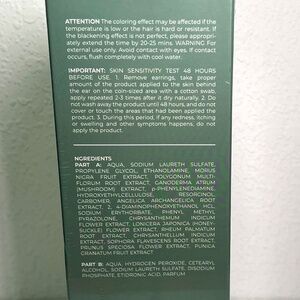 ATTENTION The coloring effect may be affected if the
temperature is low or the hair is hard or resistant. If
the blackening effect is not perfect, please appropri-
ately extend the time by 20-25 mins. WARNING For
external use only. Avoid contact with eyes. If contact
occurs, flush completely with cool water.
IMPORTANT: SKIN SENSITIVITY TEST 48 HOURS
BEFORE USE. 1. Remove earrings, take proper
amount of the product applied to the skin behind
the ear on the coin-sized area with a cotton swab.
apply repeated 2-3 times after it dry naturally. 2. Do
not wash away the product until 48 hours, and do not
cover or touch the areas that had been applied the
product. 3. During this period, if any redness, itching
or swelling and other symptoms happens, do not
apply the product.
NGREDIENTS
PART A: AQUA, SODIUM LAURETH SULFATE,
PROPYLENE GLYCOL, ETHANOLAMINE, MORUS
NIGRA FRUIT EXTRACT, POLYGONUM MULTI-
FLORUM ROOT EXTRACT, GANODERMA ATRUM
(MUSHROOM) EXTRACT, p-PHENYLENEDIAMINE,
HYDROXYETHYLCELLULOSE, RESORCINOL,
CARBOMER, ANGELICA ARCHANGELICA ROOT
EXTRACT, 2, 4-DIAMINOPHENOXYETHANOL HCL,
SODIUM ERYTHORBATE, PHENYL METHYL
PYRAZOLONE, CHRYSANTHEMUM INDICUM
FLOWER EXTRACT, LONICERA JAPONICA (HONEY-
SUCKLE) FLOWER EXTRACT, RHEUM PALMATUM
ROOT EXTRACT, CHRYSANTHELLUM INDICUM
EXTRACT, SOPHORA FLAVESCENS ROOT EXTRACT,
PRUNUS SPECIOSA FLOWER EXTRACT, PUNICA
GRANATUM FRUIT EXTRACT
PART B: AQUA, HYDROGEN PEROXIDE, CETEARYL
ALCOHOL, SODIUM LAURETH SULFATE, DISODIUM
PHOSPHATE, ETIDRONIC ACID, PARFUM